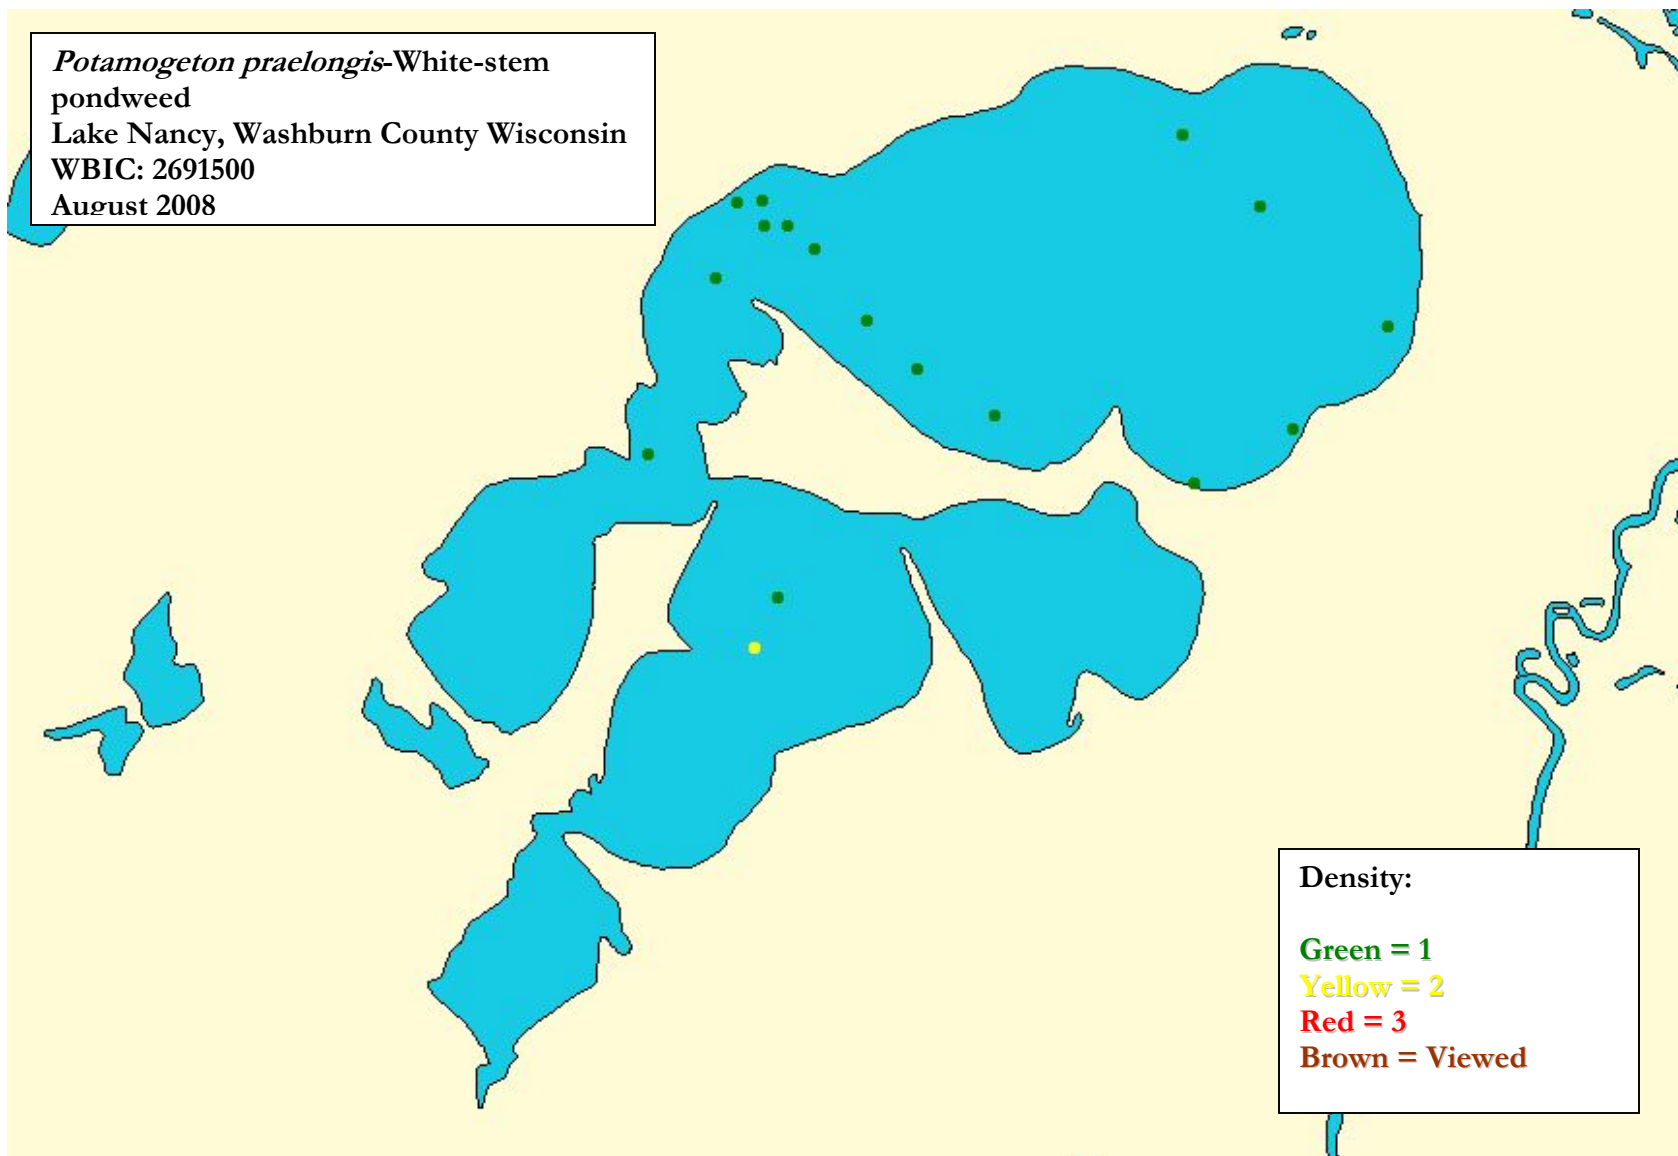 Potamogeton praelongis-White-stem
pondweed
Lake Nancy, Washburn County Wisconsin
WBIC: 2691500
August 2008
Density:
Green = 1
Yellow = 2
Red = 3
Brown = Viewed